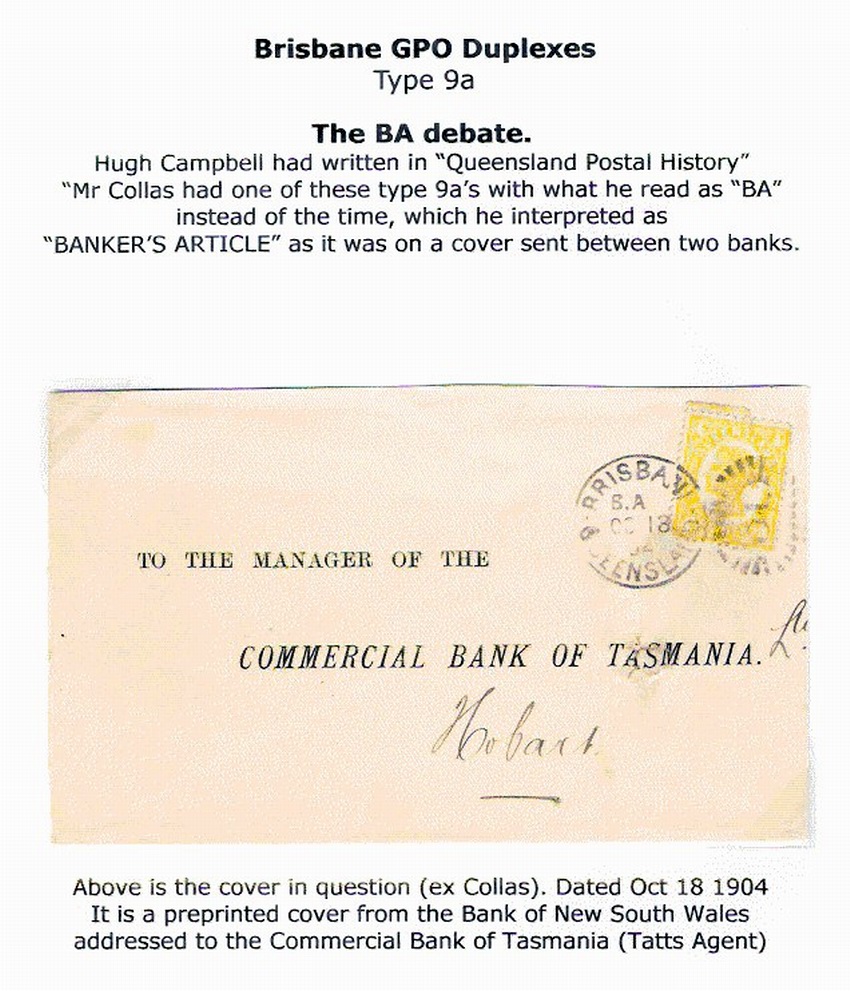 Brisbane GPO Duplexes
Type 9a
The BA debate.
Hugh Campbell had written in “Queensland Postal History”
“Mr Collas had one of these type 9a’s with what he read as “BA”
instead of the time, which he interpreted as
“BANKER’S ARTICLE” as it was on a cover sent between two banks.
BRISBAN
B.A
OC 18
QUEENSLA
TO THE MANAGER OF THE
COMMERCIAL BANK OF TASMANIA.
Hobart
Above is the cover in question (ex Collas). Dated Oct 18 1904
It is a preprinted cover from the Bank of New South Wales
addressed to the Commercial Bank of Tasmania (Tatts Agent)